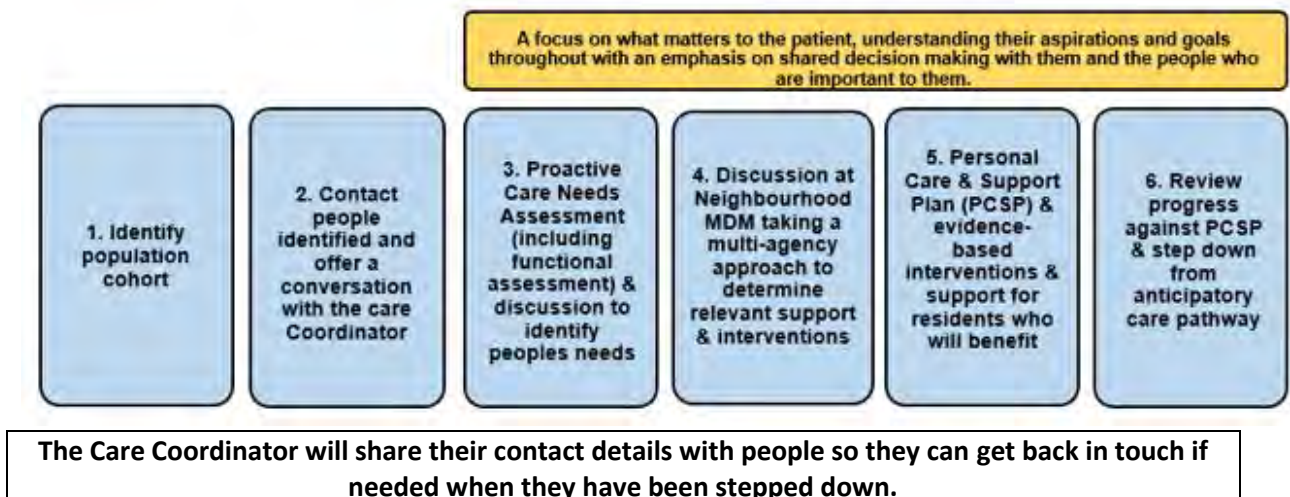 A focus on what matters to the patient, understanding their aspirations and goals
throughout with an emphasis on shared decision making with them and the people who
are important to them.
1. Identify
population
cohort
2. Contact
people
identified and
offer a
conversation
with the care
Coordinator
3. Proactive
Care Needs
Assessment
(including
functional
assessment) &
discussion to
identify
peoples needs
4. Discussion at
Neighbourhood
MDM taking a
multi-agency
approach to
determine
relevant support
& interventions
5. Personal
Care & Support
Plan (PCSP) &
evidence-
based
interventions &
support for
residents who
will benefit
6. Review
progress
against PCSP
& step down
from
anticipatory
care pathway
The Care Coordinator will share their contact details with people so they can get back in touch if
needed when they have been stepped down.